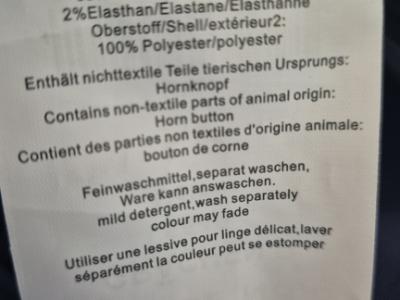 2%Elasthan/Elastane/Elasthanne
Oberstoff/Shell/extérieur2:
100% Polyester/polyester
Enthält nichttextile Teile tierischen Ursprungs:
Hornknopf
Contains non-textile parts of animal origin:
Horn button
Contient des parties non textiles d'origine animale:
bouton de corne
Feinwaschmittel,separat waschen,
Ware kann answaschen.
mild detergent,wash separately
colour may fade
Utiliser une lessive pour linge délicat,laver
séparément la couleur peut se estomper